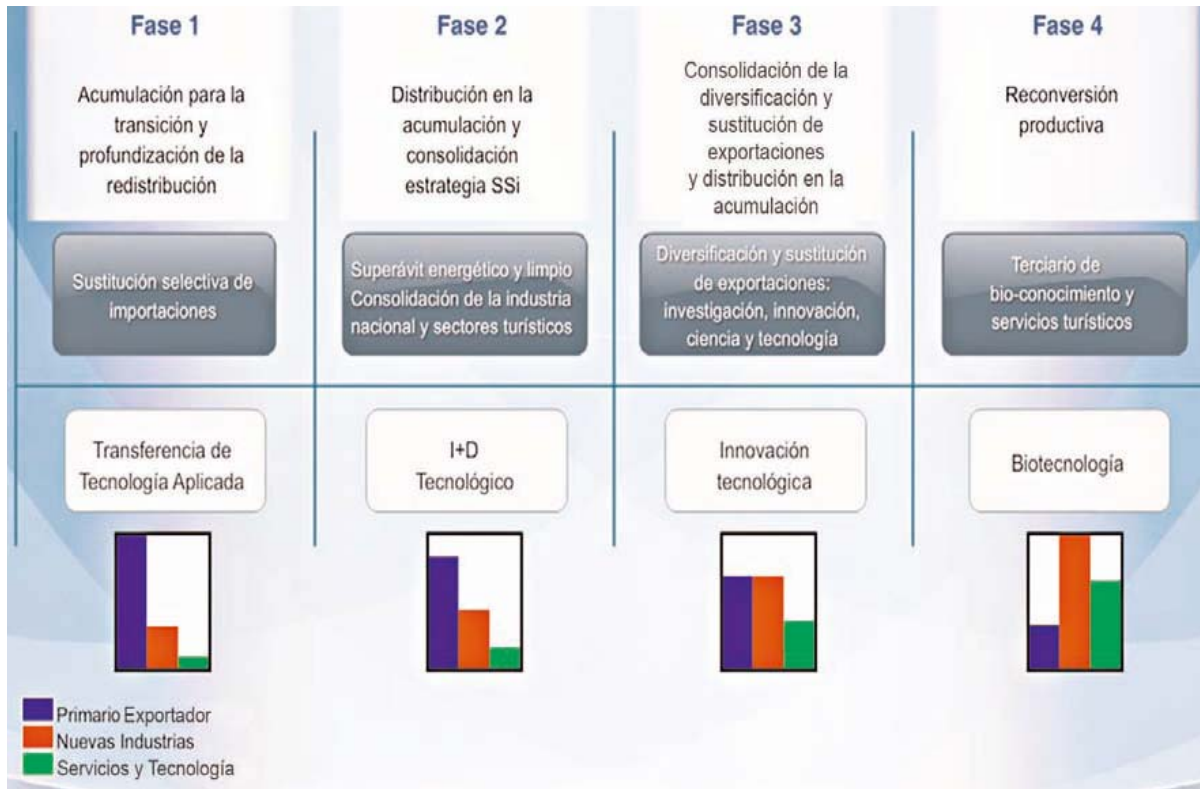 Fase 1
Acumulación para la
transición y
profundización de la
redistribución
Sustitución selectiva de
importaciones
Transferencia de
Tecnología Aplicada
Fase 2
Distribución en la
acumulación y
consolidación
estrategia SSi
Superávit energético y limpio
Consolidación de la industria
nacional y sectores turísticos
I+D
Tecnológico
Fase 3
Consolidación de la
diversificación y
sustitución de
exportaciones
y distribución en la
acumulación
Diversificación y sustitución
de exportaciones:
investigación, innovación,
ciencia y tecnología
Innovación
tecnológica
Fase 4
Reconversión
productiva
Terciario de
bio-conocimiento y
servicios turísticos
Biotecnología
Primario Exportador
Nuevas Industrias
Servicios y Tecnología